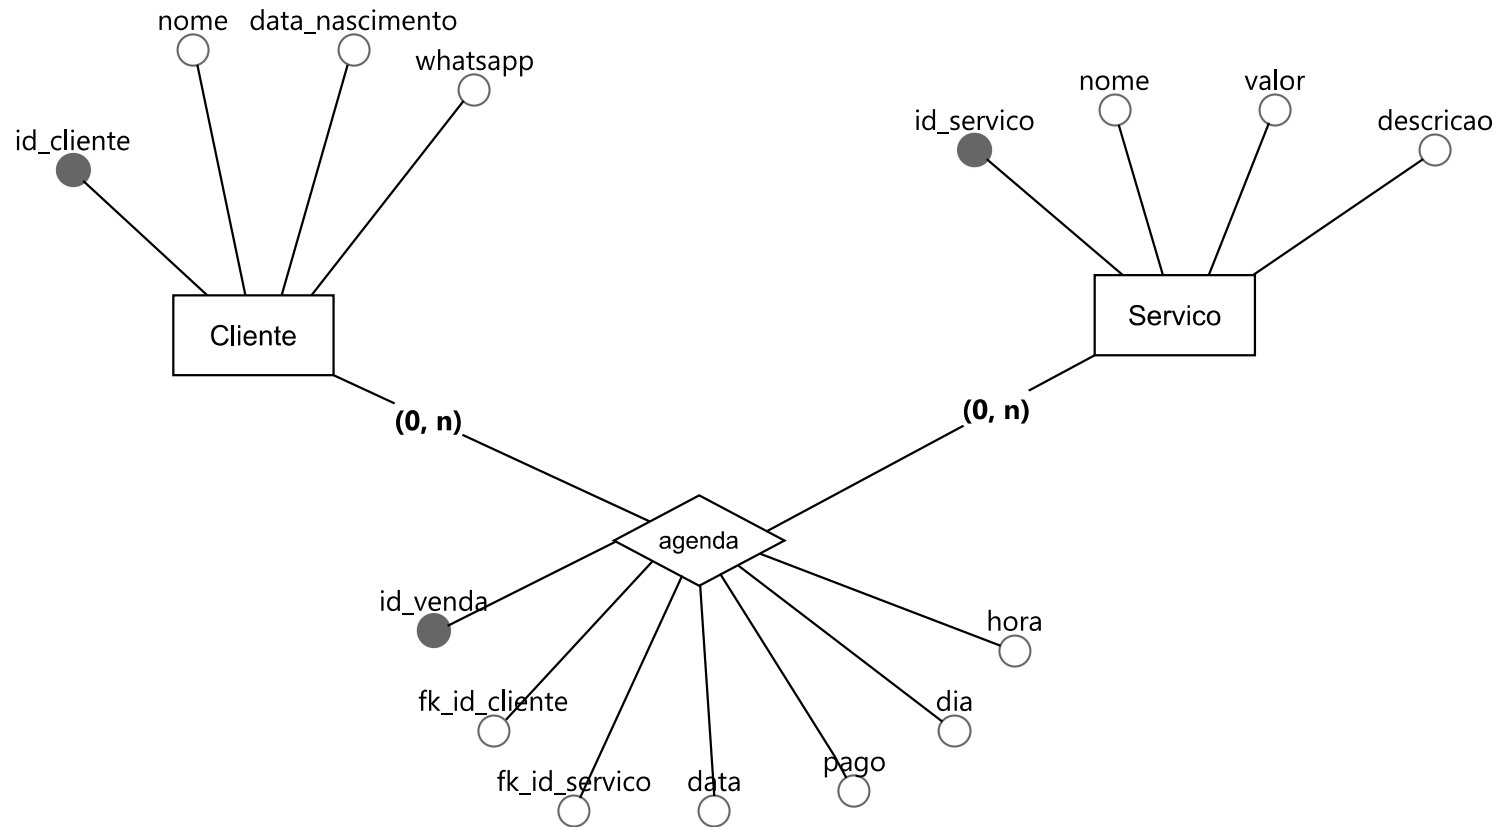 nome
data_nascimento
whatsapp
id_cliente
Cliente
nome
valor
id_servico
descricao
Servico
(0, n)
(0, n)
agenda
id_venda
hora
fk_id_cliente
dia
fk_id_servico
data
pago